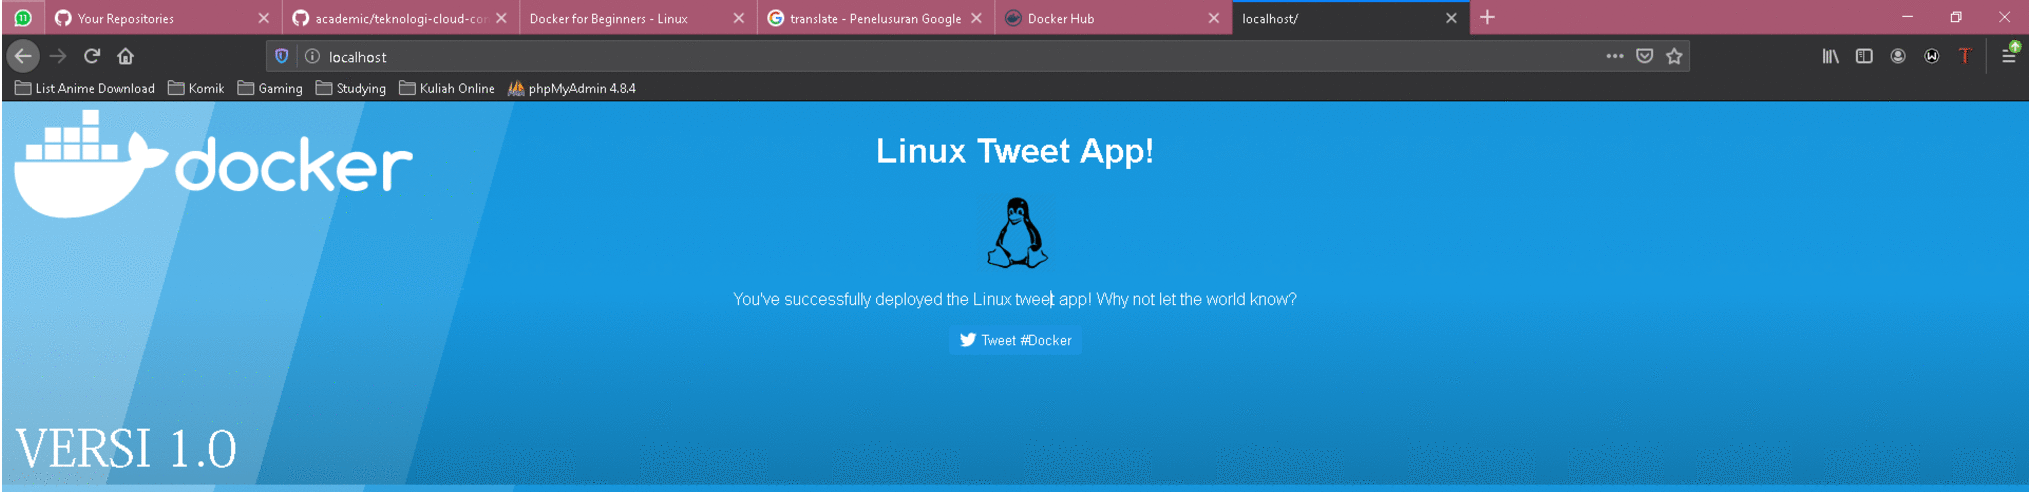 11
Your Repositories
academic/teknologi-cloud-con
Docker for Beginners - Linux
translate - Penelusuran Google
Docker Hub
localhost/
localhost
List Anime Download
Komik
Gaming
Studying
Kuliah Online
phpMyAdmin 4.8.4
docker
Linux Tweet App!
You've successfully deployed the Linux tweet app! Why not let the world know?
Tweet #Docker
VERSI 1.0